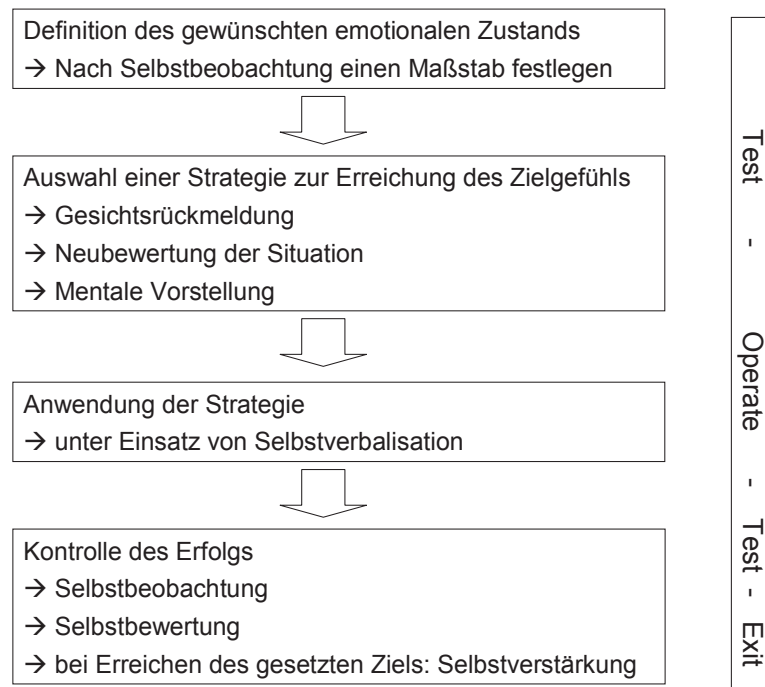 Definition des gewünschten emotionalen Zustands
→ Nach Selbstbeobachtung einen Maßstab festlegen
Auswahl einer Strategie zur Erreichung des Zielgefühls
→ Gesichtsrückmeldung
→ Neubewertung der Situation
→ Mentale Vorstellung
Anwendung der Strategie
→ unter Einsatz von Selbstverbalisation
Kontrolle des Erfolgs
→ Selbstbeobachtung
→ Selbstbewertung
→ bei Erreichen des gesetzten Ziels: Selbstverstärkung
Test - Operate - Test - Exit